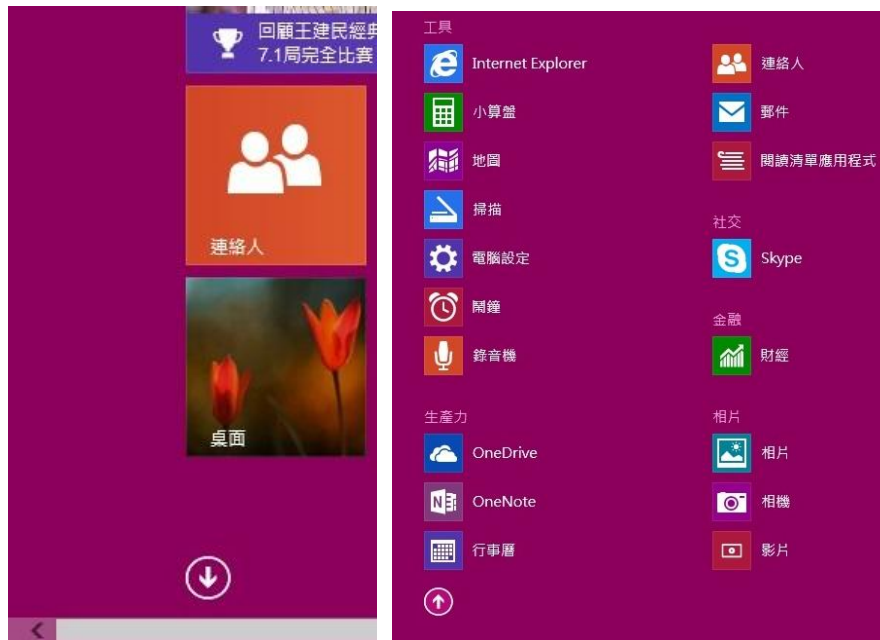 回顧王建民經典
7.1局完全比賽
連絡人
桌面
工具
Internet Explorer
小算盤
地圖
掃描
電腦設定
鬧鐘
錄音機
生產力
OneDrive
OneNote
行事曆
連絡人
郵件
閱讀清單應用程式
社交
Skype
金融
財經
相片
相片
相機
影片